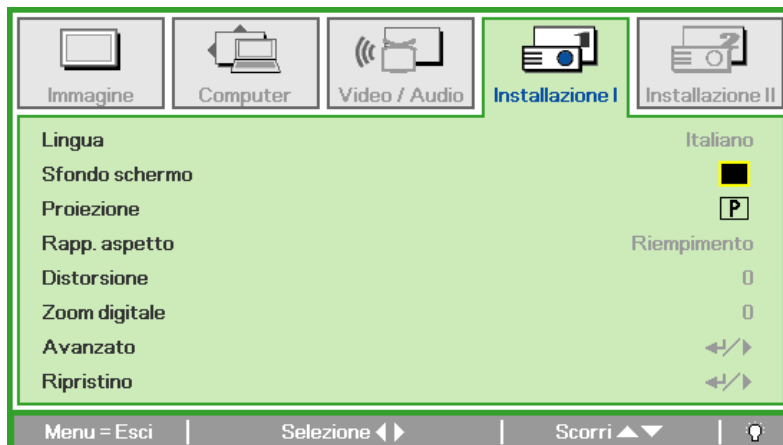 Immagine
Computer
Video / Audio
Installazione I
Installazione II
Lingua Italiano
Sfondo schermo
Proiezione P
Rapp. aspetto Riempimento
Distorsione 0
Zoom digitale 0
Avanzato
Ripristino
Menu = Esci Selezione Scorri